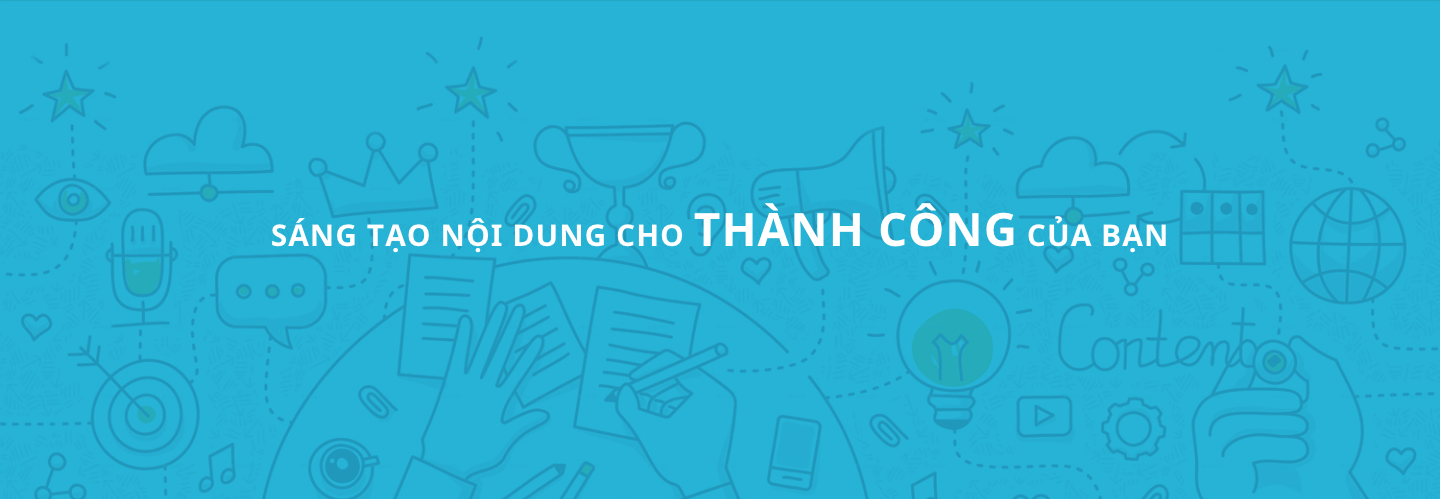 SÁNG TẠO NỘI DUNG CHO THÀNH CÔNG CỦA BẠN
Content